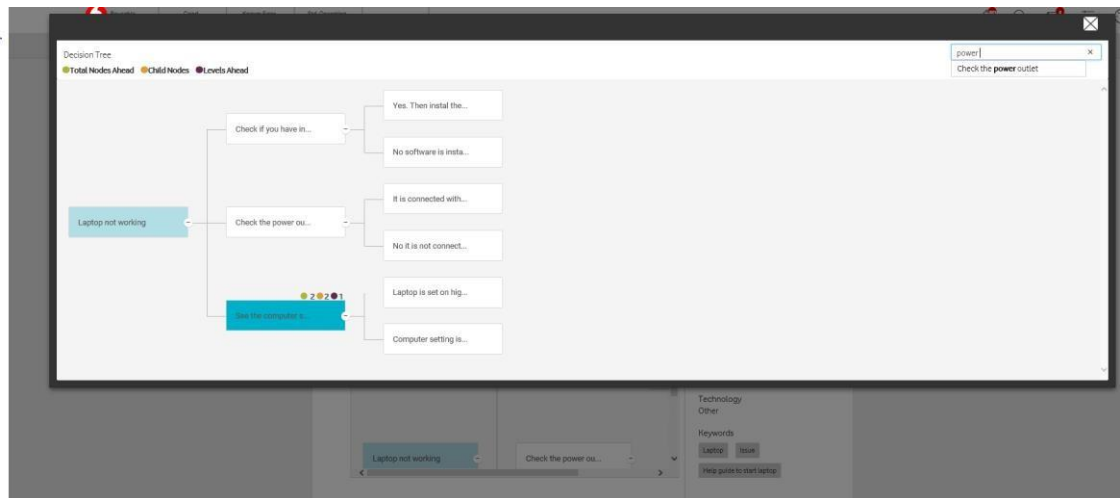 Decision Tree
power
Check the power outlet
Total Nodes Ahead Child Nodes Levels Ahead
Yes. Then instal the...
Check if you have in...
No software is insta...
It is connected with...
Laptop not working
Check the power ou...
No it is not connect...
2 2 1
Laptop is set on hig...
See the computer s...
Computer setting is...
Technology
Other
Keywords
Laptop Issue
Laptop not working
Check the power ou...
Help guide to start laptop